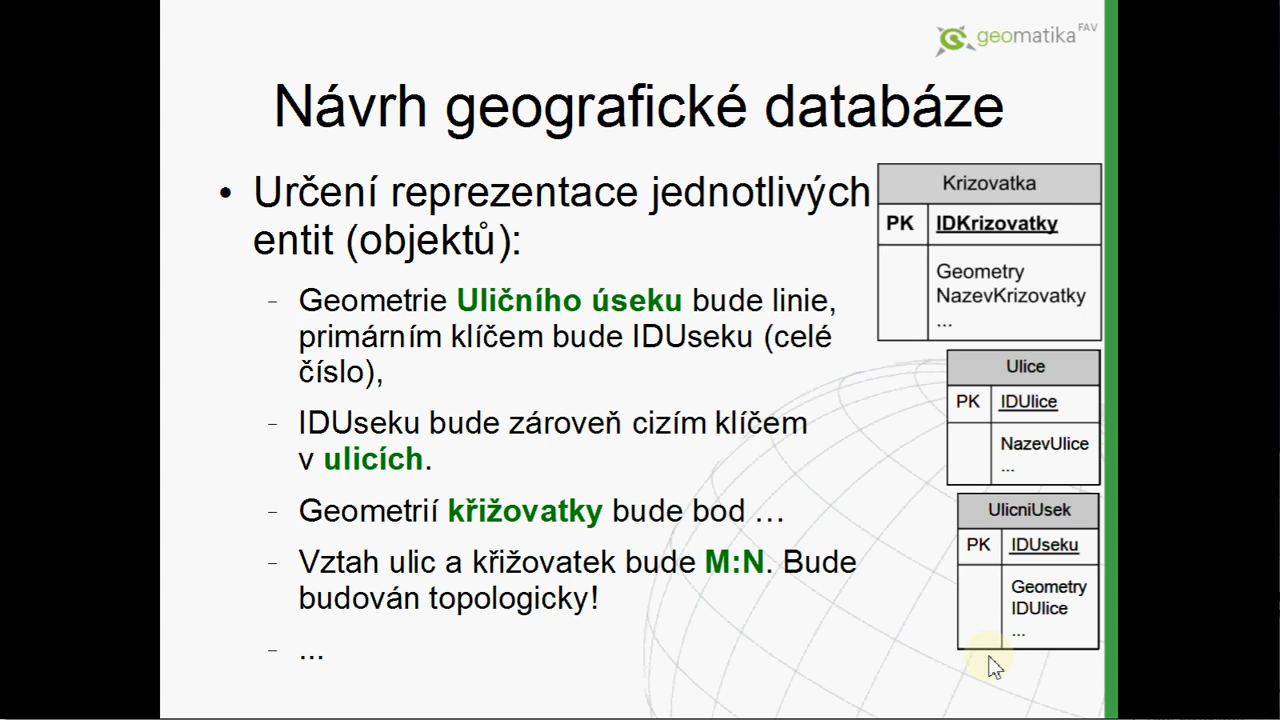 geomatika FAV
Návrh geografické databáze
• Určení reprezentace jednotlivých
entit (objektů):
– Geometrie Uličního úseku bude linie,
primárním klíčem bude IDUseku (celé
číslo),
– IDUseku bude zároveň cizím klíčem
v ulicích.
– Geometrií křižovatky bude bod …
– Vztah ulic a křižovatek bude M:N. Bude
budován topologicky!
– ...
Krizovatka
PK IDKrizovatky
Geometry
NazevKrizovatky
...
Ulice
PK IDUlice
NazevUlice
...
UlicniUsek
PK IDUseku
Geometry
IDUlice
...